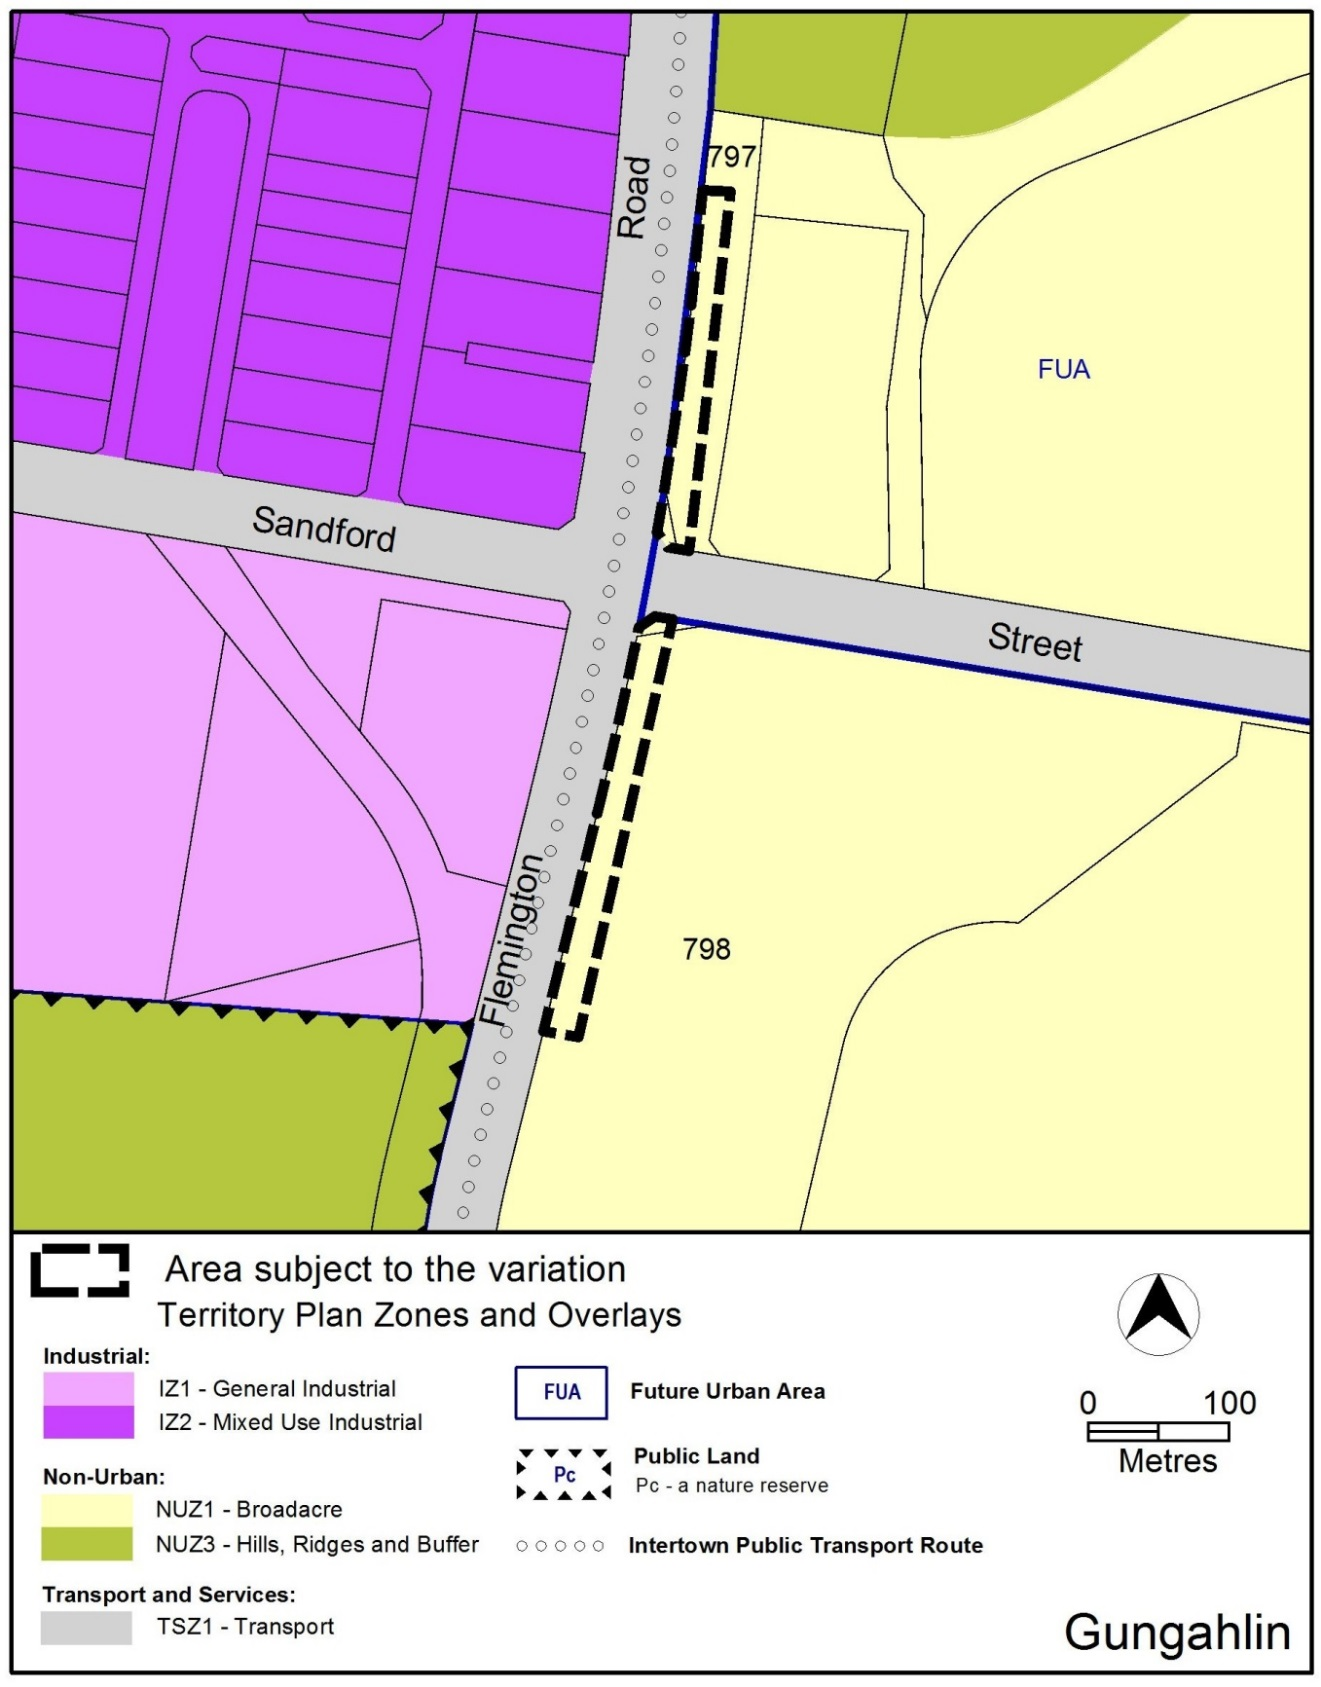 797
Road
FUA
Sandford
Street
Flemington
798
Area subject to the variation
Territory Plan Zones and Overlays
Industrial:
IZ1 - General Industrial
IZ2 - Mixed Use Industrial
Non-Urban:
NUZ1 - Broadacre
NUZ3 - Hills, Ridges and Buffer
Transport and Services:
TSZ1 - Transport
FUA Future Urban Area
Pc Public Land
Pc - a nature reserve
Intertown Public Transport Route
0 100
Metres
Gungahlin